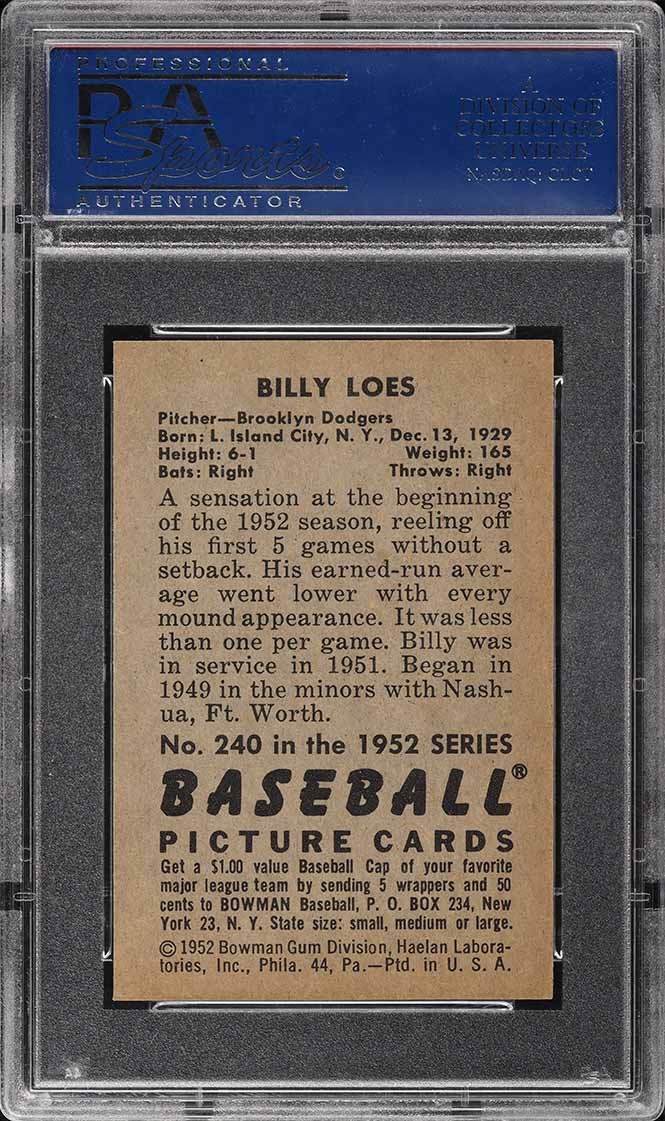 PROFESSIONAL
PSA
Sports
AUTHENTICATOR
A
DIVISION OF
COLLECTORS
UNIVERSE
NASDAQ: CLCT
BILLY LOES
Pitcher—Brooklyn Dodgers
Born: L. Island City, N. Y., Dec. 13, 1929
Height: 6-1 Weight: 165
Bats: Right Throws: Right
A sensation at the beginning
of the 1952 season, reeling off
his first 5 games without a
setback. His earned-run aver-
age went lower with every
mound appearance. It was less
than one per game. Billy was
in service in 1951. Began in
1949 in the minors with Nash-
ua, Ft. Worth.
No. 240 in the 1952 SERIES
BASEBALL®
PICTURE CARDS
Get a $1.00 value Baseball Cap of your favorite
major league team by sending 5 wrappers and 50
cents to BOWMAN Baseball, P. O. BOX 234, New
York 23, N. Y. State size: small, medium or large.
© 1952 Bowman Gum Division, Haelan Labora-
tories, Inc., Phila. 44, Pa.—Ptd. in U. S. A.